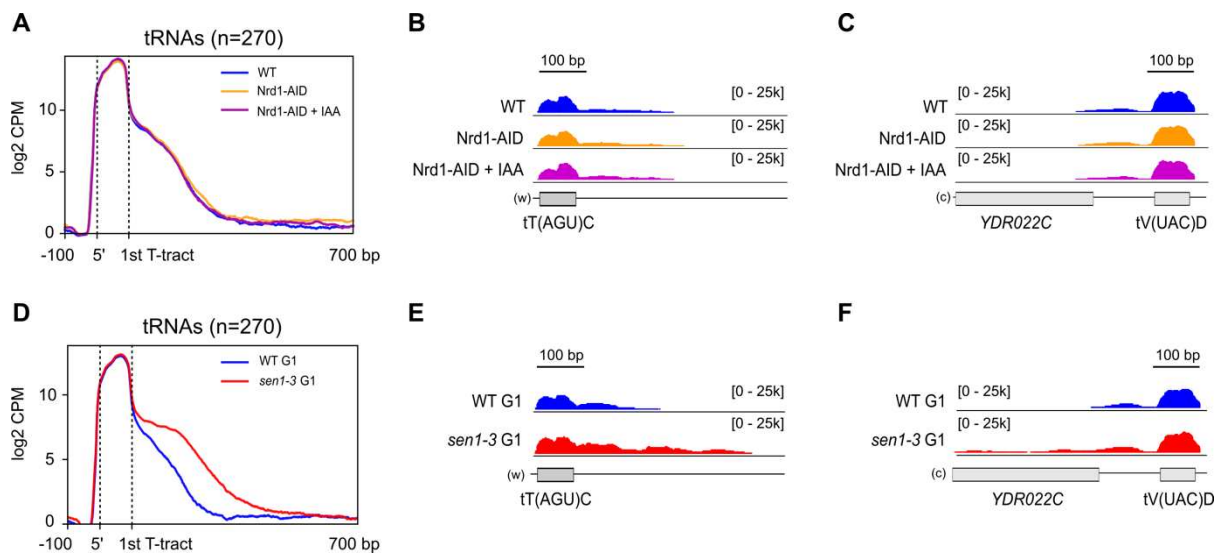 A
tRNAs (n=270)
log2 CPM
10
5
0
WT
Nrd1-AID
Nrd1-AID + IAA
-100 5' 1st T-tract 700 bp
B
100 bp
WT [0 - 25k]
Nrd1-AID [0 - 25k]
Nrd1-AID + IAA [0 - 25k]
(w)
tT(AGU)C
C
100 bp
WT [0 - 25k]
Nrd1-AID [0 - 25k]
Nrd1-AID + IAA [0 - 25k]
(c)
YDR022C tV(UAC)D
D
tRNAs (n=270)
log2 CPM
10
5
0
WT G1
sen1-3 G1
-100 5' 1st T-tract 700 bp
E
100 bp
WT G1 [0 - 25k]
sen1-3 G1 [0 - 25k]
(w)
tT(AGU)C
F
100 bp
WT G1 [0 - 25k]
sen1-3 G1 [0 - 25k]
(c)
YDR022C tV(UAC)D